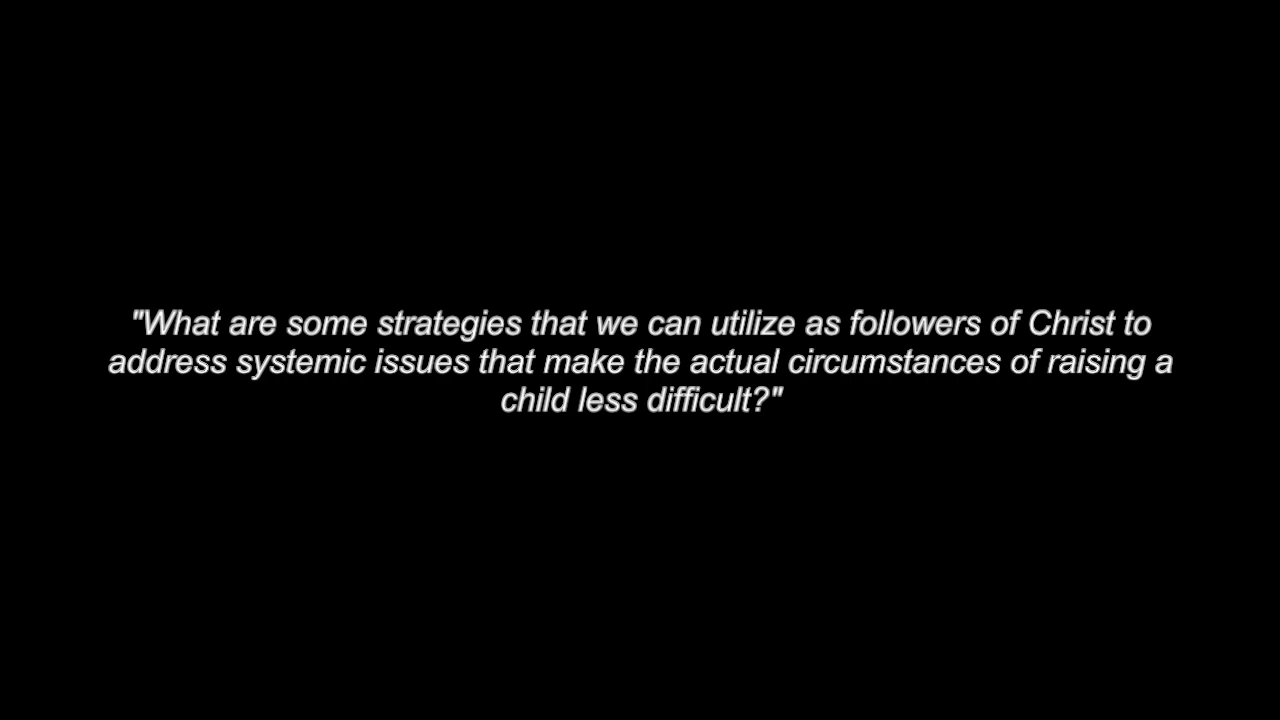 "What are some strategies that we can utilize as followers of Christ to
address systemic issues that make the actual circumstances of raising a
child less difficult?"